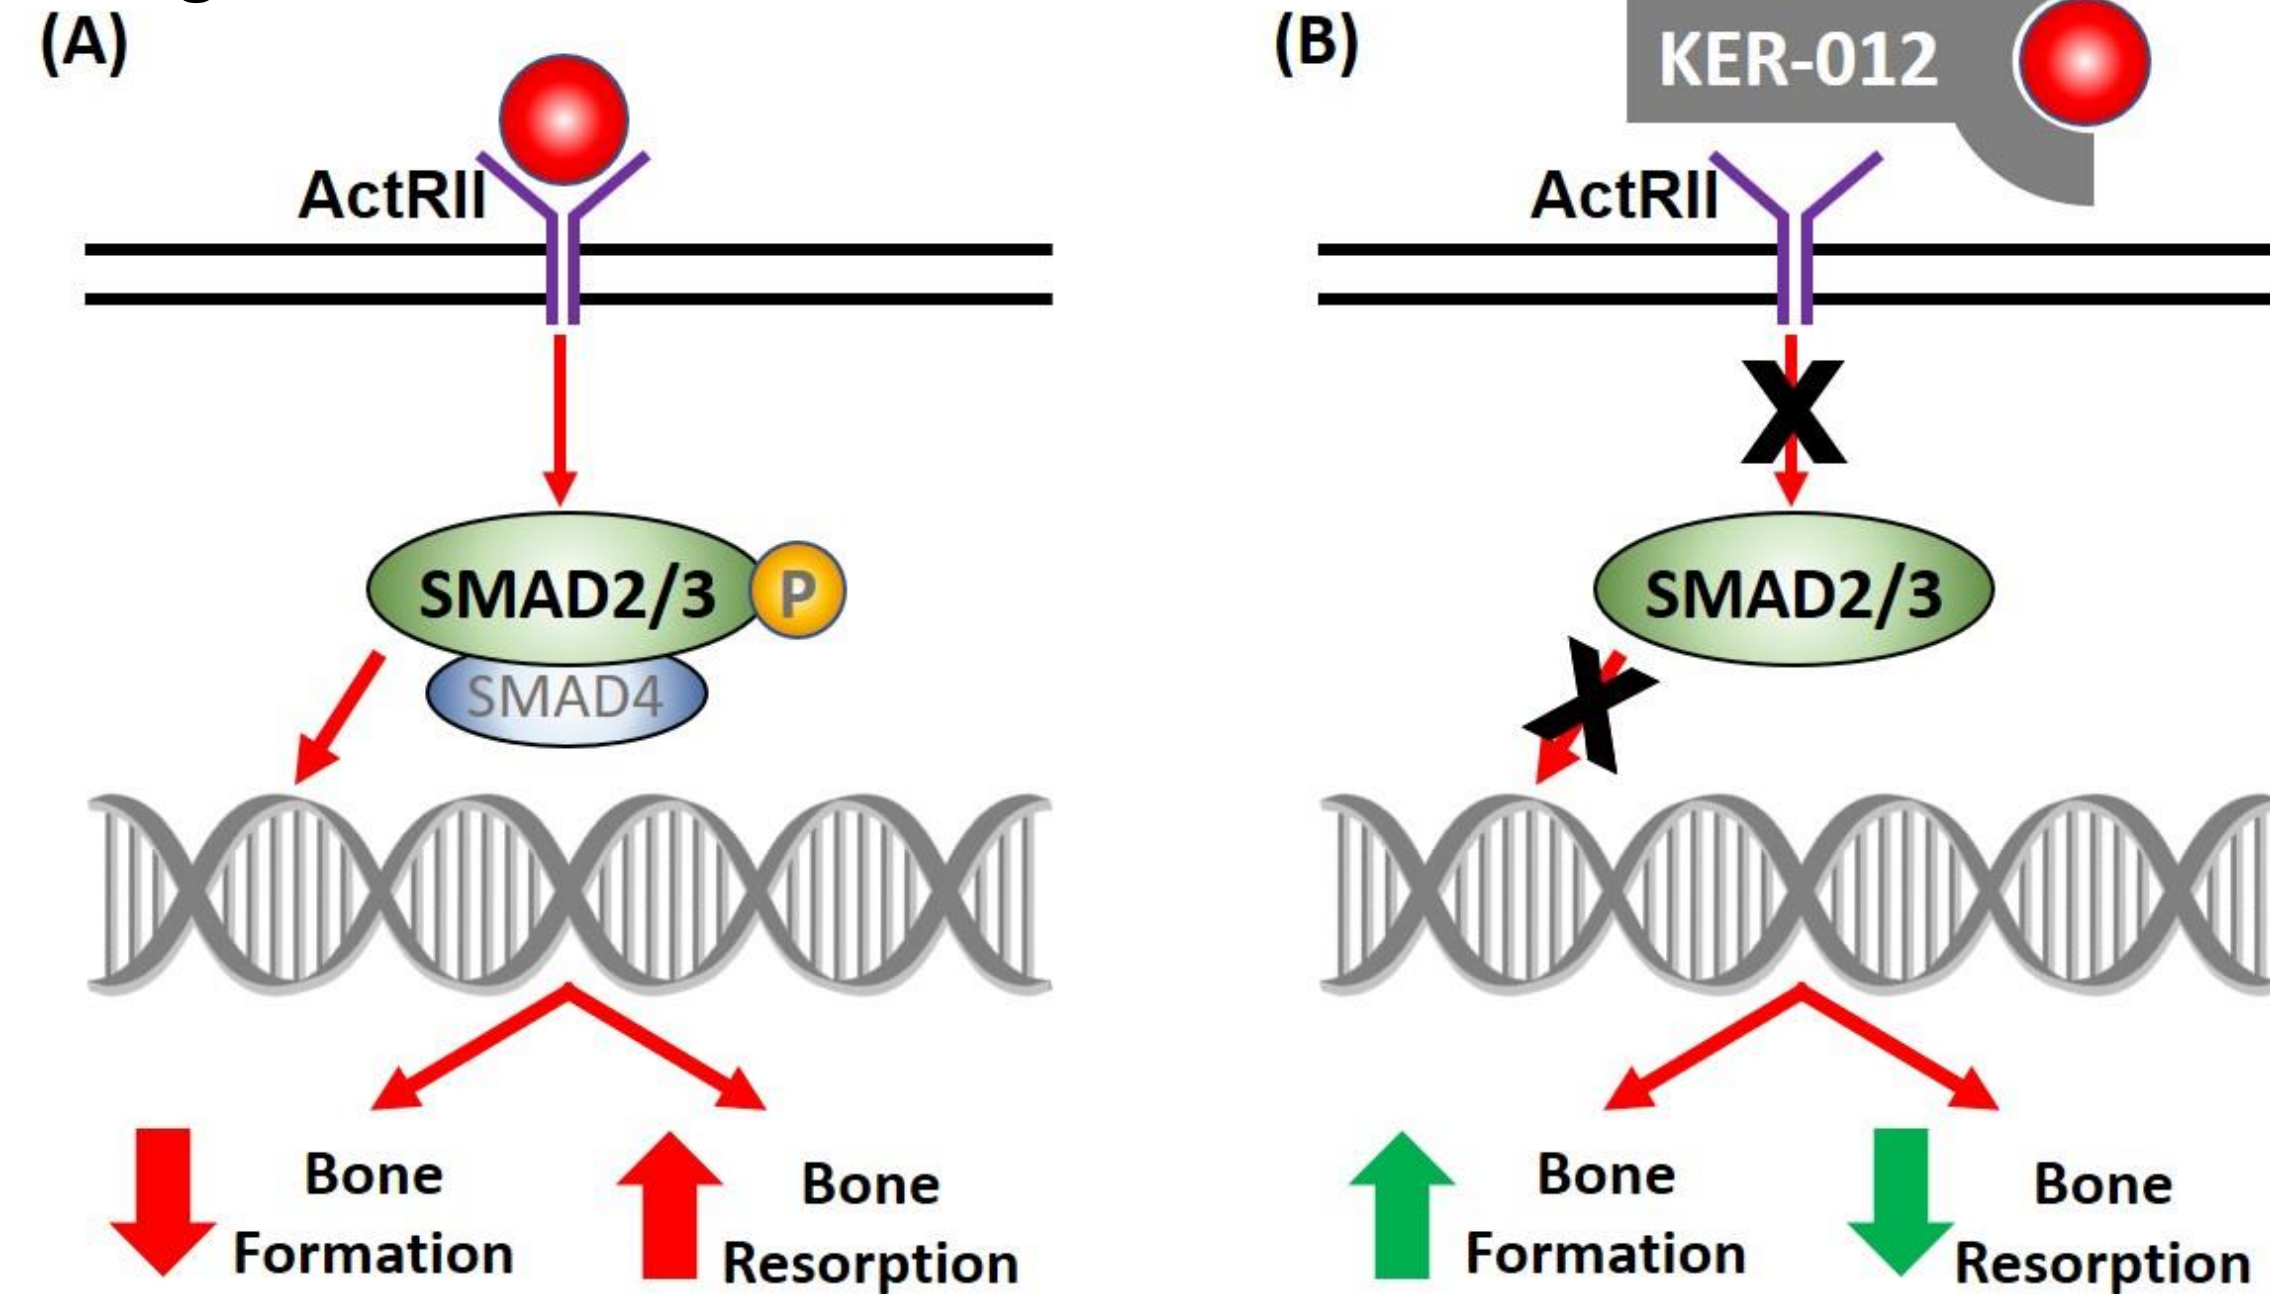 (A)
ActRII
SMAD2/3
P
SMAD4
Bone
Formation
Bone
Resorption
(B)
KER-012
ActRII
X
SMAD2/3
X
Bone
Formation
Bone
Resorption